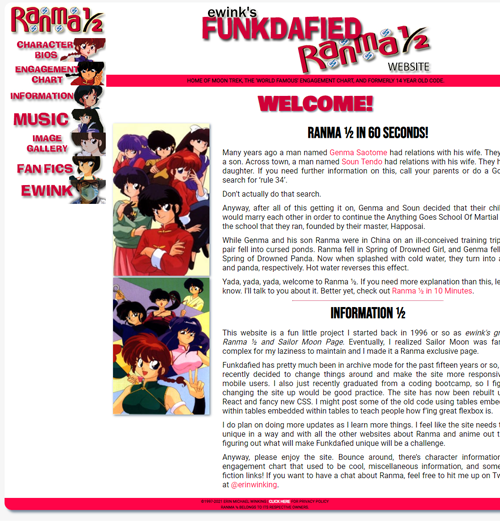 Ranma ½
CHARACTER
BIOS
ENGAGEMENT
CHART
INFORMATION
MUSIC
IMAGE
GALLERY
FAN FICS
EWINK
ewink's
FUNKDAFIED
Ranma ½
WEBSITE
HOME OF MOON TREK, THE "WORLD FAMOUS" ENGAGEMENT CHART, AND FORMERLY 14 YEAR OLD CODE.
WELCOME!
RANMA ½ IN 60 SECONDS!
Many years ago a man named Genma Saotome had relations with his wife. They
a son. Across town, a man named Soun Tendo had relations with his wife. They h
daughter. If you need further information on this, call your parents or do a Go
search for 'rule 34'.
Don't actually do that search.
Anyway, after all of this getting it on, Genma and Soun decided that their chil
would marry each other in order to continue the Anything Goes School Of Martial
the school that they ran, founded by their master, Happosai.
While Genma and his son Ranma were in China on an ill-conceived training trip
pair fell into cursed ponds. Ranma fell in Spring of Drowned Girl, and Genma fel
Spring of Drowned Panda. Now when splashed with cold water, they turn into a
and panda, respectively. Hot water reverses this effect.
Yada, yada, yada, welcome to Ranma ½. If you need more explanation than this, le
know. I'll talk to you about it. Better yet, check out Ranma ½ in 10 Minutes.
INFORMATION ½
This website is a fun little project I started back in 1996 or so as ewink's gr
Ranma ½ and Sailor Moon Page. Eventually, I realized Sailor Moon was far
complex for my laziness to maintain and I made it a Ranma exclusive page.
Funkdafied has pretty much been in archive mode for the past fifteen years or so,
recently decided to change things around and make the site more responsiv
mobile users. I also just recently graduated from a coding bootcamp, so I fig
changing the site up would be good practice. The site has now been rebuilt u
React and fancy new CSS. I might post some of the old code using tables embed
within tables embedded within tables to teach people how f'ing great flexbox is.
I do plan on doing more updates as I learn more things. I feel like the site needs t
unique in a way and with all the other websites about Ranma and anime out t
figuring out what will make Funkdafied unique will be a challenge.
Anyway, please enjoy the site. Bounce around, there's character information
engagement chart that used to be cool, miscellaneous information, and some
fiction links! If you want to have a chat about Ranma, feel free to hit me up on Tw
at @erinwinking.
CLICK HERE FOR PRIVACY POLICY
RANMA ½ BELONGS TO ITS RESPECTIVE OWNERS.